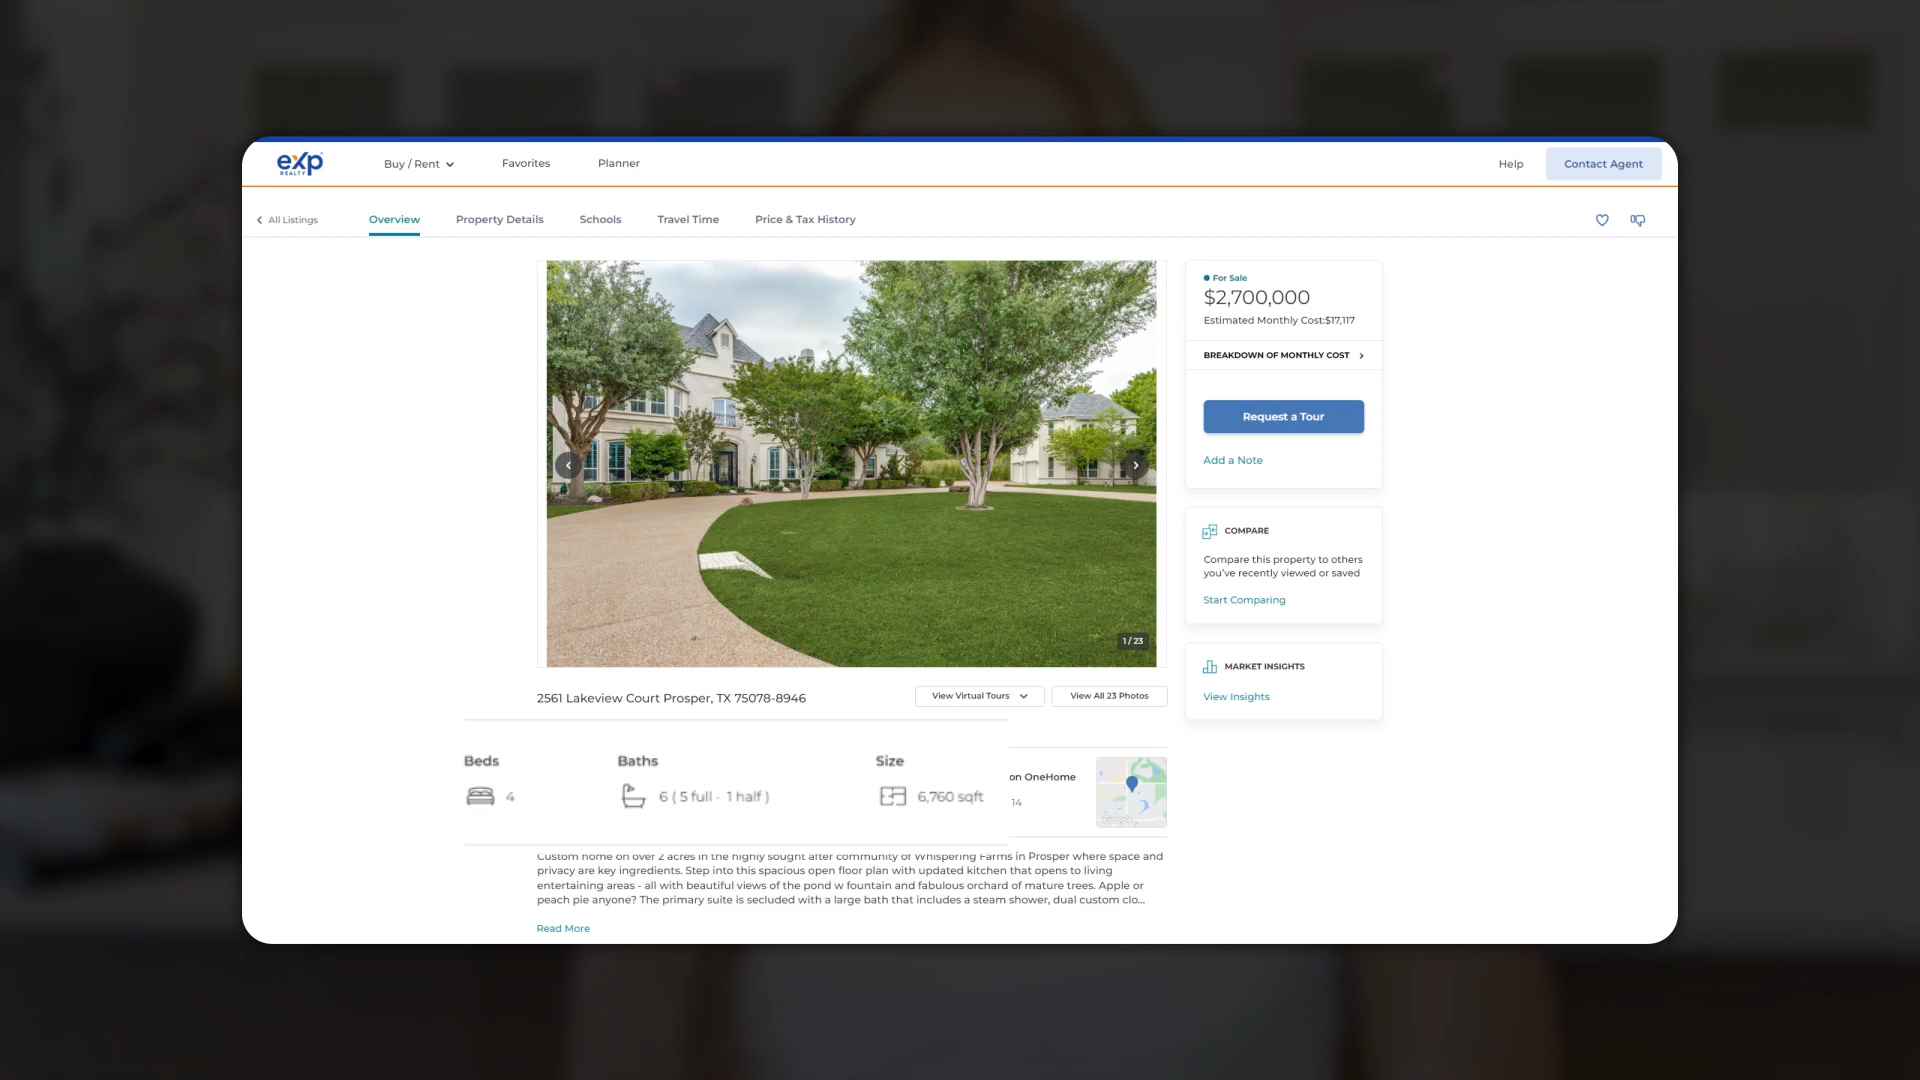 exp
REALTY
Buy / Rent
Favorites
Planner
Help
Contact Agent
All Listings
Overview
Property Details
Schools
Travel Time
Price & Tax History
For Sale
$2,700,000
Estimated Monthly Cost:$17,117
BREAKDOWN OF MONTHLY COST
Request a Tour
Add a Note
1 / 23
COMPARE
Compare this property to others
you've recently viewed or saved
Start Comparing
MARKET INSIGHTS
View Insights
2561 Lakeview Court Prosper, TX 75078-8946
View Virtual Tours
View All 23 Photos
Beds
Baths
Size
4
6 ( 5 full · 1 half )
6,760 sqft
on OneHome
14
Google
Custom home on over 2 acres in the highly sought after community of Whispering Farms in Prosper where space and
privacy are key ingredients. Step into this spacious open floor plan with updated kitchen that opens to living
entertaining areas - all with beautiful views of the pond w fountain and fabulous orchard of mature trees. Apple or
peach pie anyone? The primary suite is secluded with a large bath that includes a steam shower, dual custom clo...
Read More